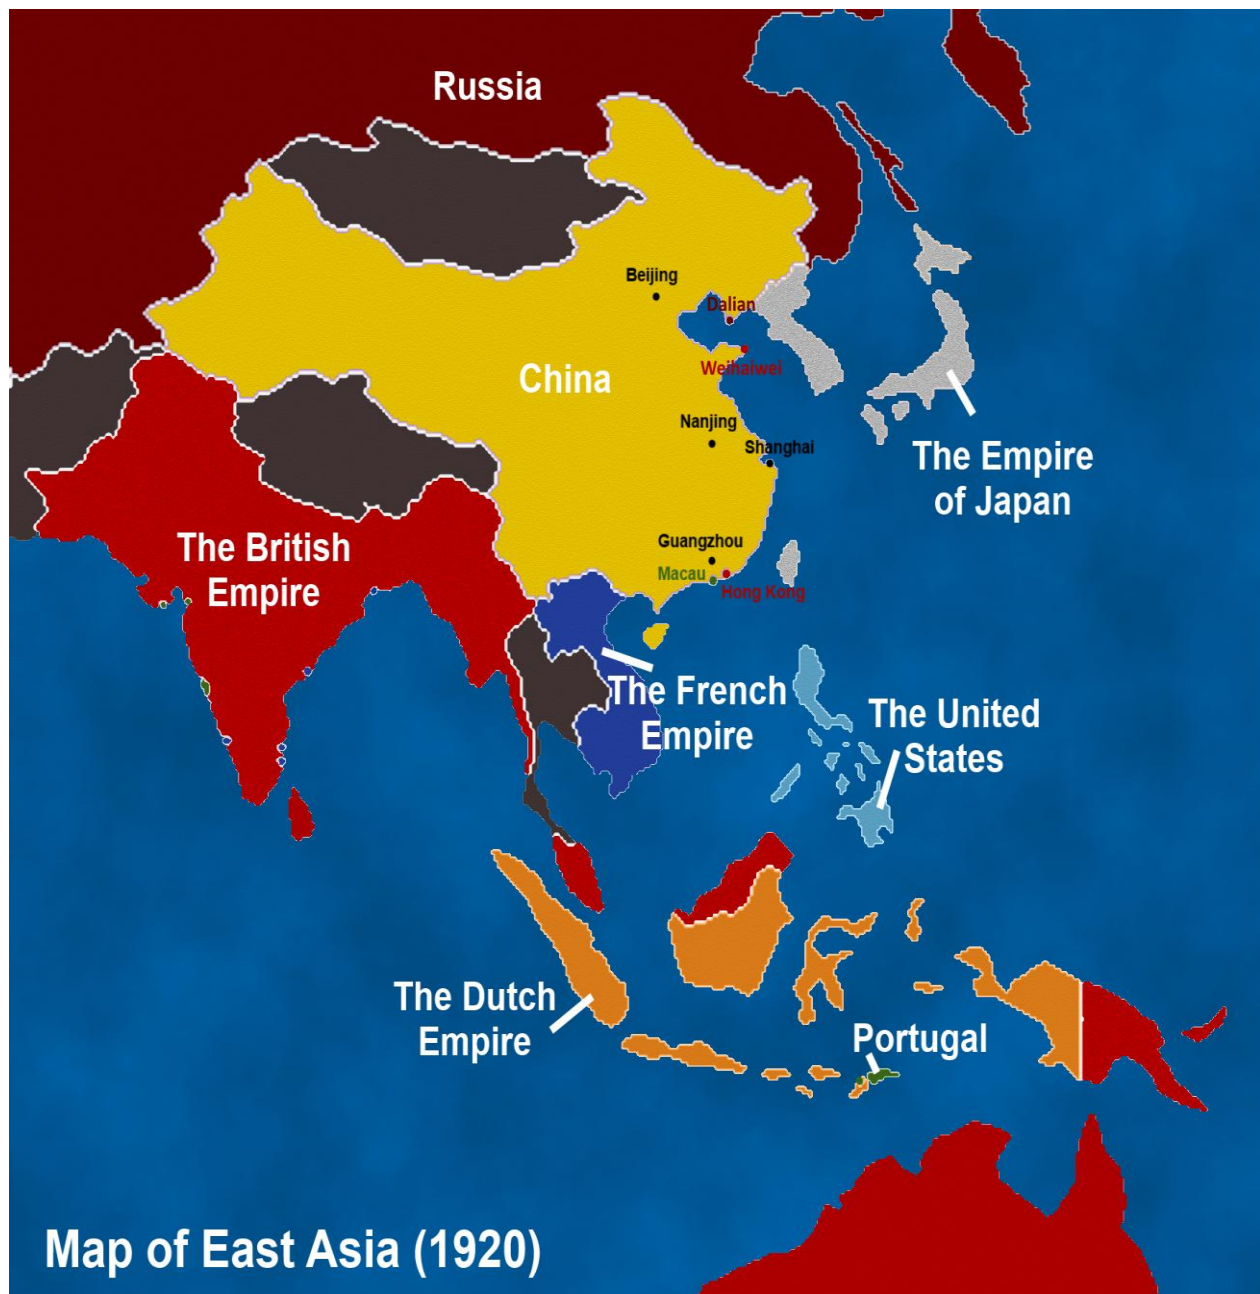 Russia
Beijing
Dalian
Weihaiwei
China
Nanjing
Shanghai
The Empire
of Japan
The British
Empire
Guangzhou
Macau
Hong Kong
The French
Empire
The United
States
The Dutch
Empire
Portugal
Map of East Asia (1920)